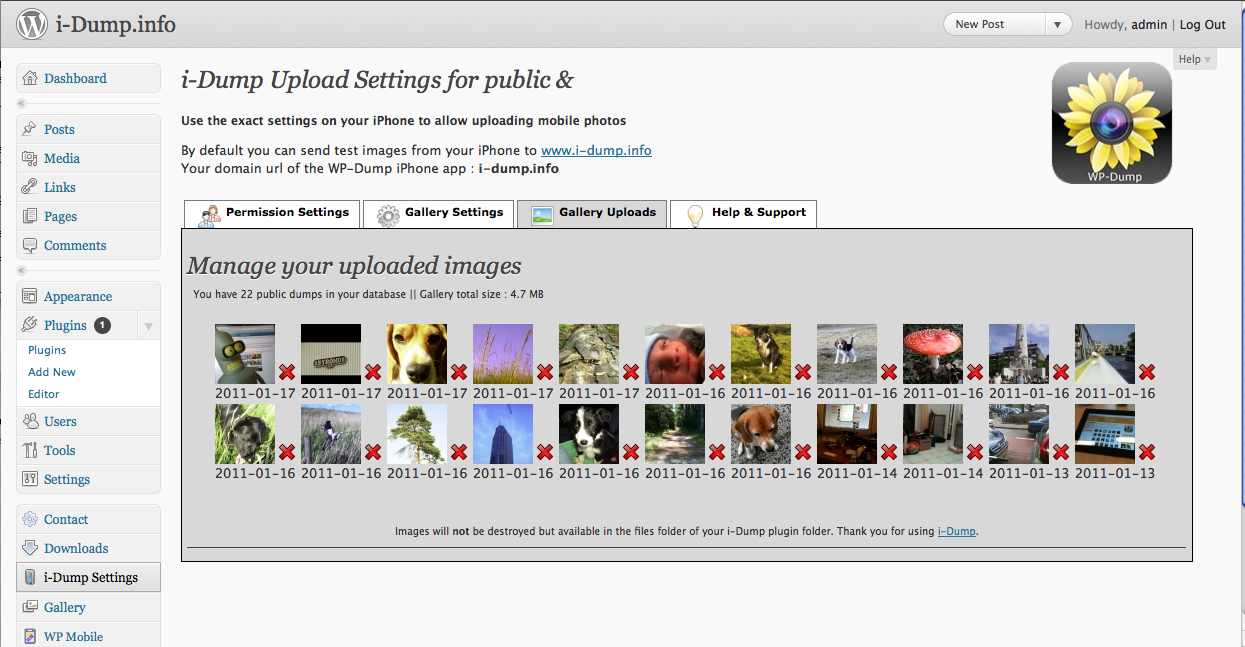 i-Dump.info
New Post
Howdy, admin | Log Out
Help
Dashboard
Posts
Media
Links
Pages
Comments
Appearance
Plugins 1
Plugins
Add New
Editor
Users
Tools
Settings
Contact
Downloads
i-Dump Settings
Gallery
WP Mobile
i-Dump Upload Settings for public &
Use the exact settings on your iPhone to allow uploading mobile photos
By default you can send test images from your iPhone to www.i-dump.info
Your domain url of the WP-Dump iPhone app : i-dump.info
WP-Dump
Permission Settings Gallery Settings Gallery Uploads Help & Support
Manage your uploaded images
You have 22 public dumps in your database || Gallery total size : 4.7 MB
2011-01-17 2011-01-17 2011-01-17 2011-01-17 2011-01-17 2011-01-16 2011-01-16 2011-01-14 2011-01-16 2011-01-16 2011-01-16
2011-01-16 2011-01-16 2011-01-16 2011-01-16 2011-01-16 2011-01-16 2011-01-16 2011-01-14 2011-01-14 2011-01-13 2011-01-13
Images will not be destroyed but available in the files folder of your i-Dump plugin folder. Thank you for using i-Dump.